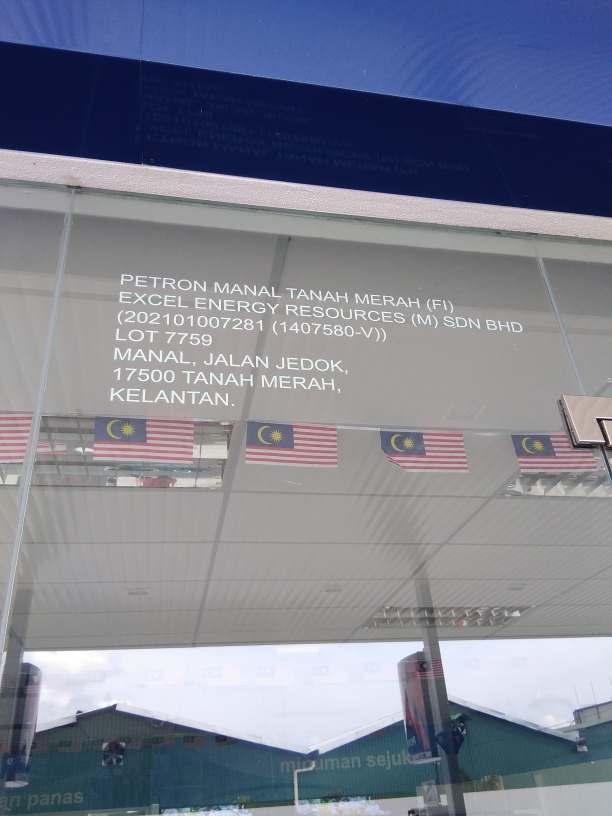 PETRON MANAL TANAH MERAH (FI)
EXCEL ENERGY RESOURCES (M) SDN BHD
(202101007281 (1407580-V))
LOT 7759
MANAL, JALAN JEDOK,
17500 TANAH MERAH,
KELANTAN.
minuman sejuk
an panas